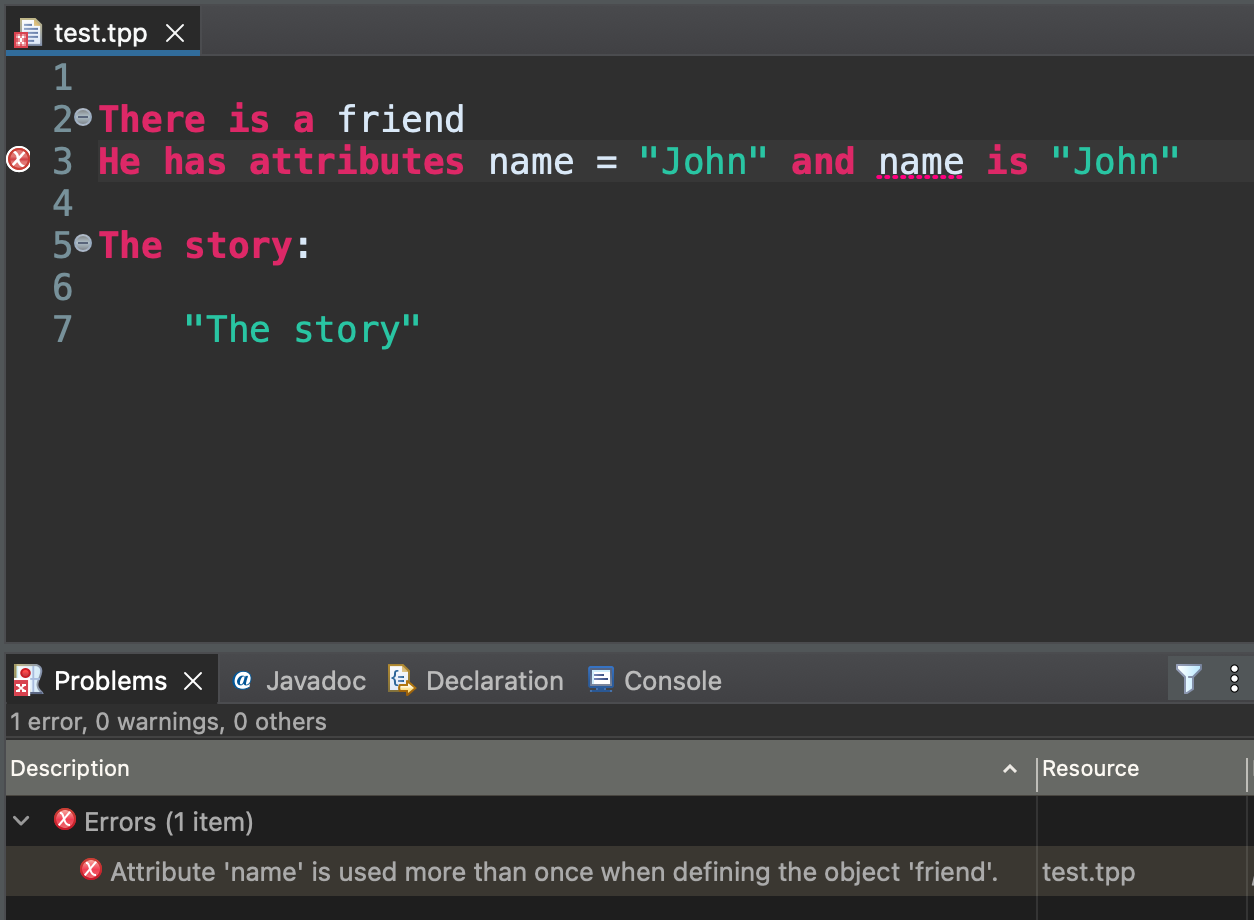 test.tpp
1
2 There is a friend
3 He has attributes name = "John" and name is "John"
4
5 The story:
6
7 "The story"
Problems @ Javadoc Declaration Console
1 error, 0 warnings, 0 others
Description Resource
Errors (1 item)
Attribute 'name' is used more than once when defining the object 'friend'. test.tpp